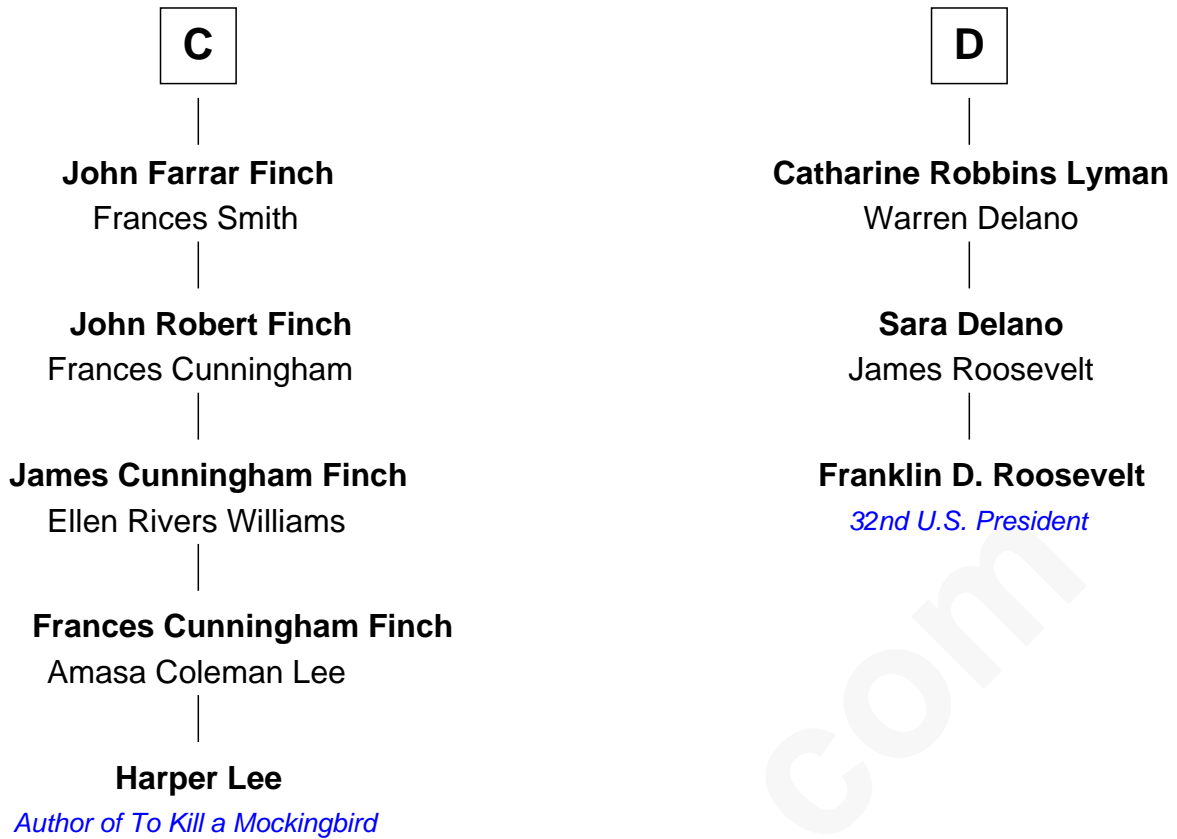 C
John Farrar Finch
Frances Smith
John Robert Finch
Frances Cunningham
James Cunningham Finch
Ellen Rivers Williams
Frances Cunningham Finch
Amasa Coleman Lee
Harper Lee
Author of To Kill a Mockingbird
D
Catharine Robbins Lyman
Warren Delano
Sara Delano
James Roosevelt
Franklin D. Roosevelt
32nd U.S. President
com